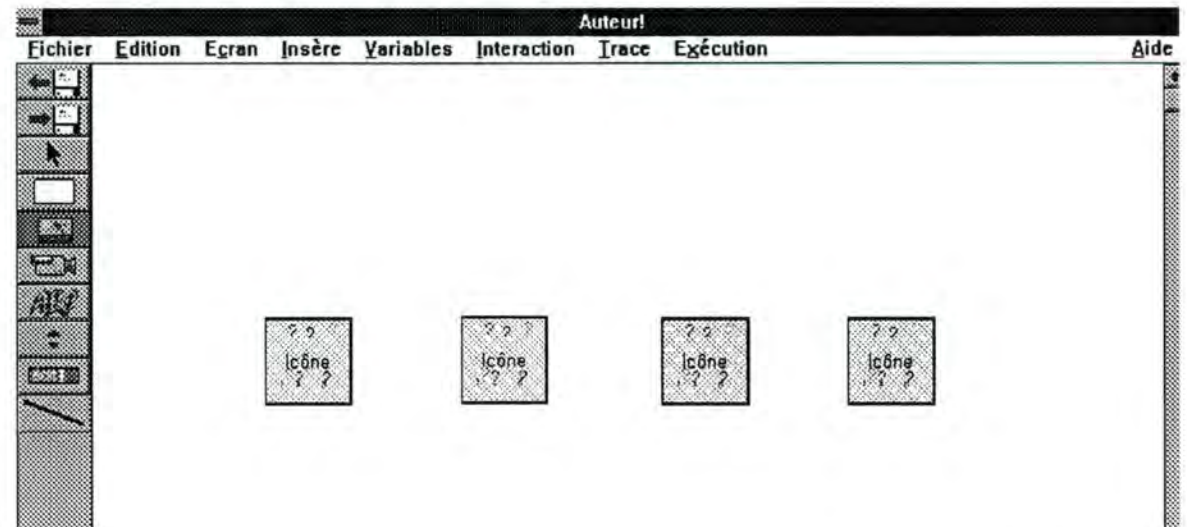 Auteur!
Fichier Edition Ecran Insère Variables Interaction Trace Exécution Aide
? ? Icône ? ? ? ? Icône ? ? ? ? Icône ? ? ? ? Icône ? ?